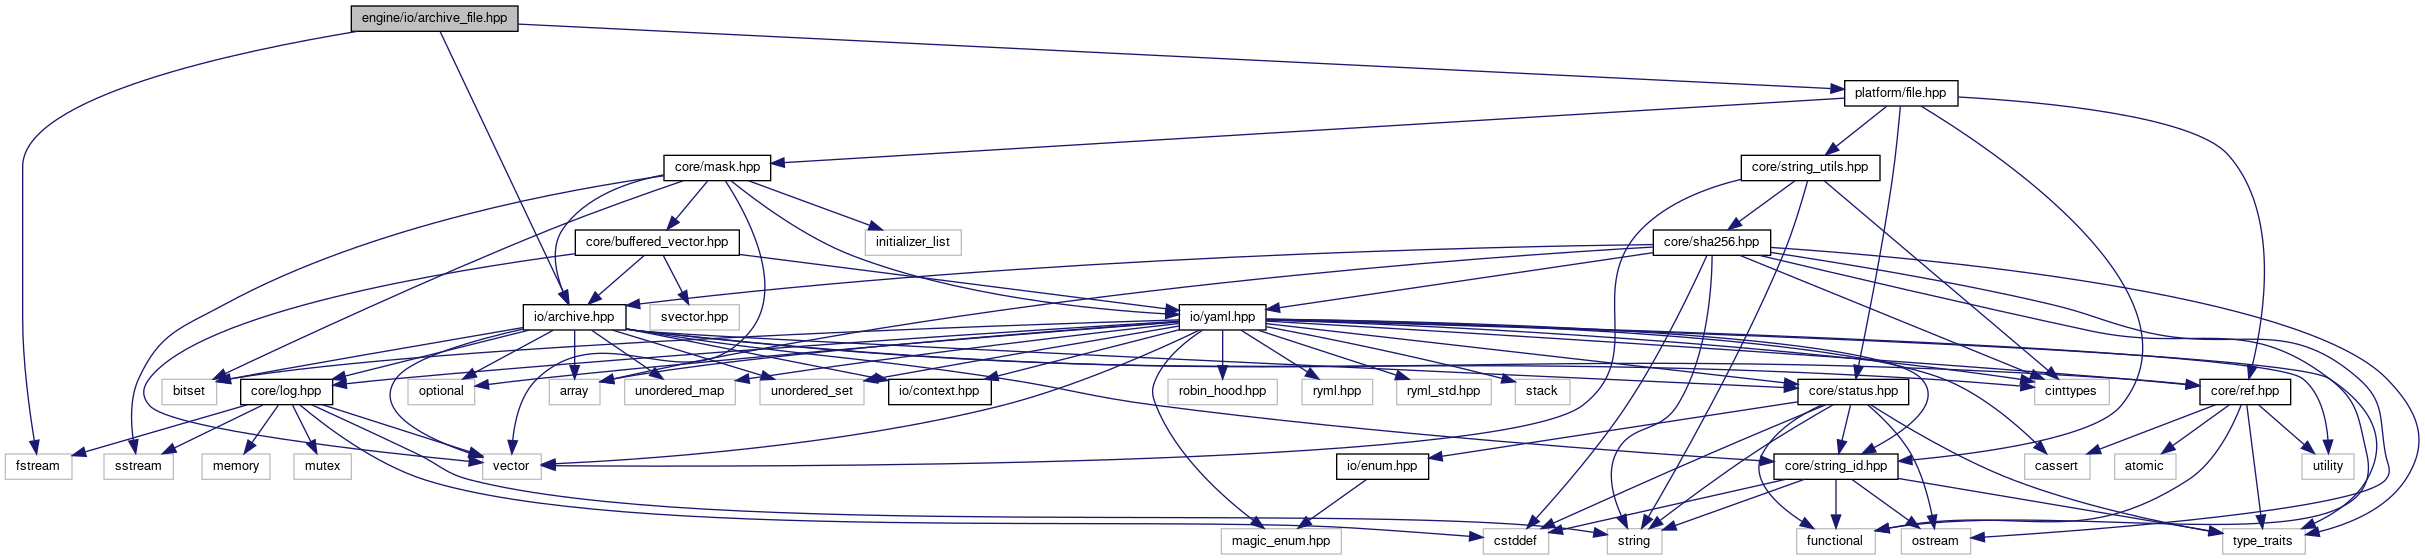 engine/io/archive_file.hpp
platform/file.hpp
core/mask.hpp
core/string_utils.hpp
core/buffered_vector.hpp
initializer_list
core/sha256.hpp
io/archive.hpp
svector.hpp
io/yaml.hpp
bitset
core/log.hpp
optional
array
unordered_map
unordered_set
io/context.hpp
robin_hood.hpp
ryml.hpp
ryml_std.hpp
stack
core/status.hpp
cinttypes
core/ref.hpp
fstream
sstream
memory
mutex
vector
io/enum.hpp
core/string_id.hpp
cassert
atomic
utility
magic_enum.hpp
cstddef
string
functional
ostream
type_traits